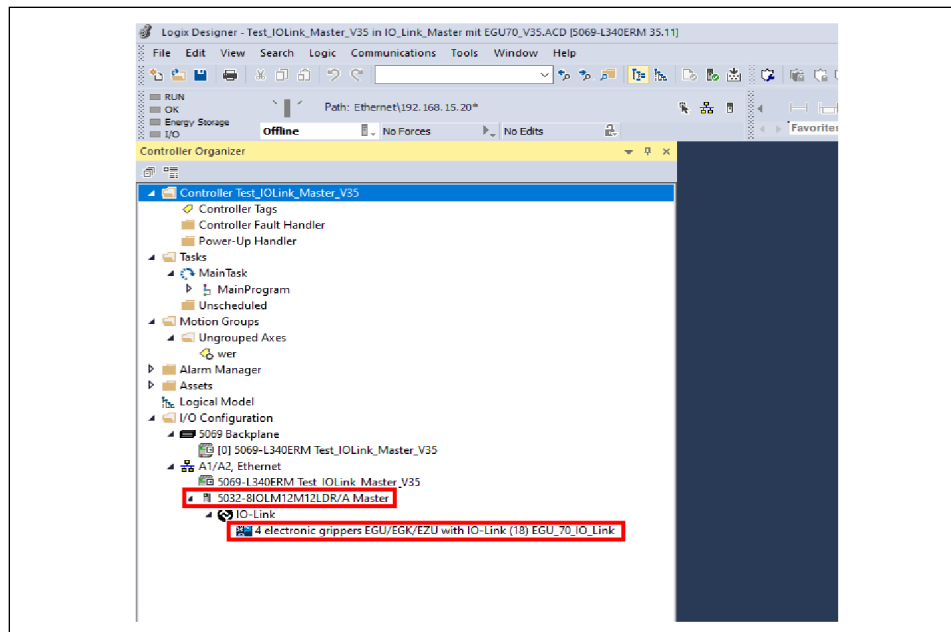 Logix Designer - Test_IOLink_Master_V35 in IO_Link_Master mit EGU70_V35.ACD [5069-L340ERM 35.11]
File Edit View Search Logic Communications Tools Window Help
RUN
OK
Energy Storage
I/O
Path: Ethernet\192.168.15.20*
Offline No Forces No Edits
Favorites
Controller Organizer
Controller Test_IOLink_Master_V35
Controller Tags
Controller Fault Handler
Power-Up Handler
Tasks
MainTask
MainProgram
Unscheduled
Motion Groups
Ungrouped Axes
wer
Alarm Manager
Assets
Logical Model
I/O Configuration
5069 Backplane
[0] 5069-L340ERM Test_IOLink_Master_V35
A1/A2, Ethernet
5069-L340ERM Test_IOLink_Master_V35
5032-8IOLM12M12LDR/A Master
IO-Link
4 electronic grippers EGU/EGK/EZU with IO-Link (18) EGU_70_IO_Link